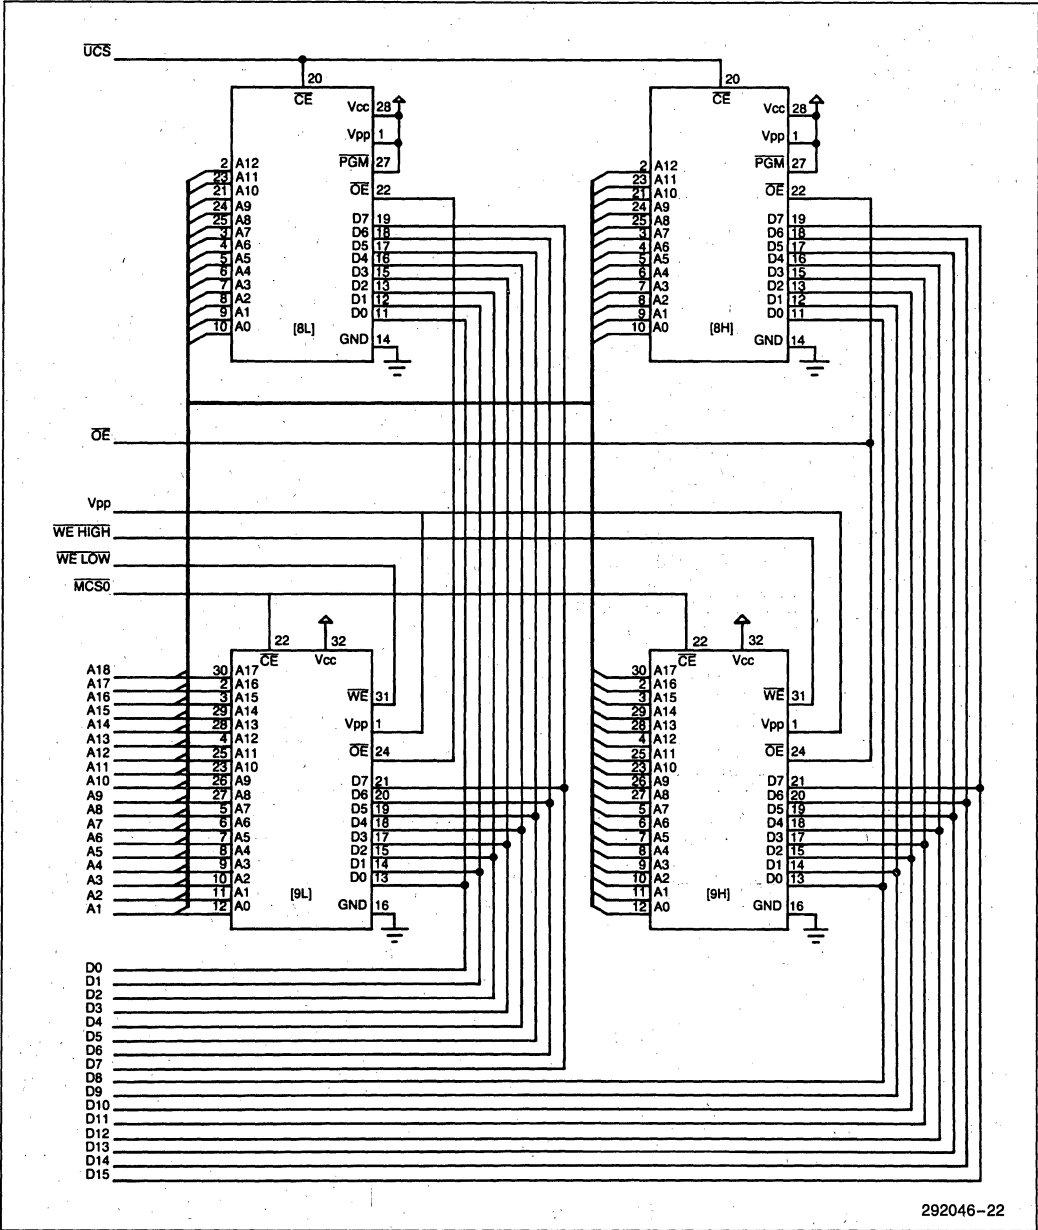 UCS
20
20
CE
CE
Vcc 28
Vcc 28
Vpp 1
Vpp 1
PGM 27
PGM 27
2 A12
23 A11
21 A10
24 A9
25 A8
3 A7
4 A6
5 A5
6 A4
7 A3
8 A2
9 A1
10 A0
OE 22
D7 19
D6 18
D5 17
D4 16
D3 15
D2 13
D1 12
D0 11
[8L]
GND 14
2 A12
23 A11
21 A10
24 A9
25 A8
3 A7
4 A6
5 A5
6 A4
7 A3
8 A2
9 A1
10 A0
OE 22
D7 19
D6 18
D5 17
D4 16
D3 15
D2 13
D1 12
D0 11
[8H]
GND 14
OE
Vpp
WE HIGH
WE LOW
MCS0
22
32
CE
Vcc
22
32
CE
Vcc
A18
A17
A16
A15
A14
A13
A12
A11
A10
A9
A8
A7
A6
A5
A4
A3
A2
A1
30 A17
2 A16
3 A15
29 A14
28 A13
4 A12
25 A11
23 A10
26 A9
27 A8
5 A7
6 A6
7 A5
8 A4
9 A3
10 A2
11 A1
12 A0
WE 31
Vpp 1
OE 24
D7 21
D6 20
D5 19
D4 18
D3 17
D2 15
D1 14
D0 13
[9L]
GND 16
30 A17
2 A16
3 A15
29 A14
28 A13
4 A12
25 A11
23 A10
26 A9
27 A8
5 A7
6 A6
7 A5
8 A4
9 A3
10 A2
11 A1
12 A0
WE 31
Vpp 1
OE 24
D7 21
D6 20
D5 19
D4 18
D3 17
D2 15
D1 14
D0 13
[9H]
GND 16
D0
D1
D2
D3
D4
D5
D6
D7
D8
D9
D10
D11
D12
D13
D14
D15
292046-22